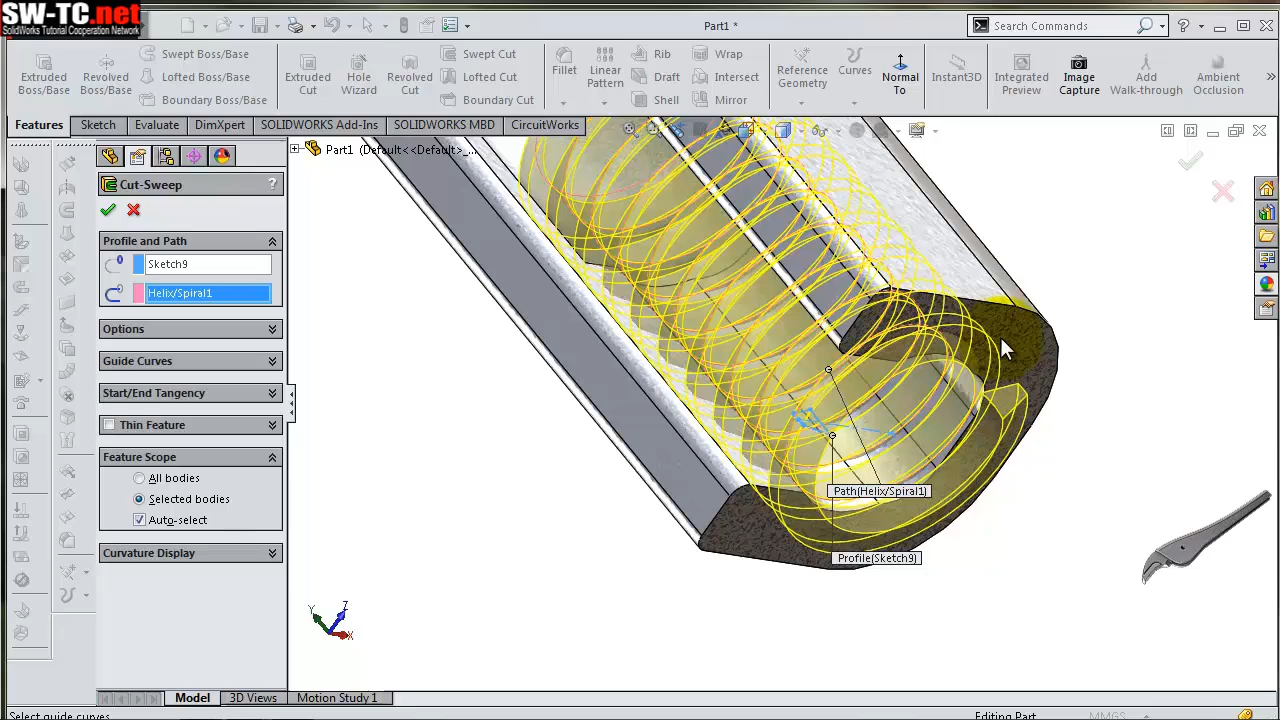 SW-TC.net
SolidWorks Tutorial Cooperation Network
Part1 *
Search Commands
Extruded Boss/Base
Revolved Boss/Base
Swept Boss/Base
Lofted Boss/Base
Boundary Boss/Base
Extruded Cut
Hole Wizard
Revolved Cut
Swept Cut
Lofted Cut
Boundary Cut
Fillet
Linear Pattern
Rib
Draft
Shell
Wrap
Intersect
Mirror
Reference Geometry
Curves
Normal To
Instant3D
Integrated Preview
Image Capture
Add Walk-through
Ambient Occlusion
Features
Sketch
Evaluate
DimXpert
SOLIDWORKS Add-Ins
SOLIDWORKS MBD
CircuitWorks
Part1 (Default<<Default>_...
Cut-Sweep
?
Profile and Path
Sketch9
Helix/Spiral1
Options
Guide Curves
Start/End Tangency
Thin Feature
Feature Scope
All bodies
Selected bodies
Auto-select
Curvature Display
Path(Helix/Spiral1)
Profile(Sketch9)
Y
Z
X
Model
3D Views
Motion Study 1
Select guide curves.
Editing Part
MMGS